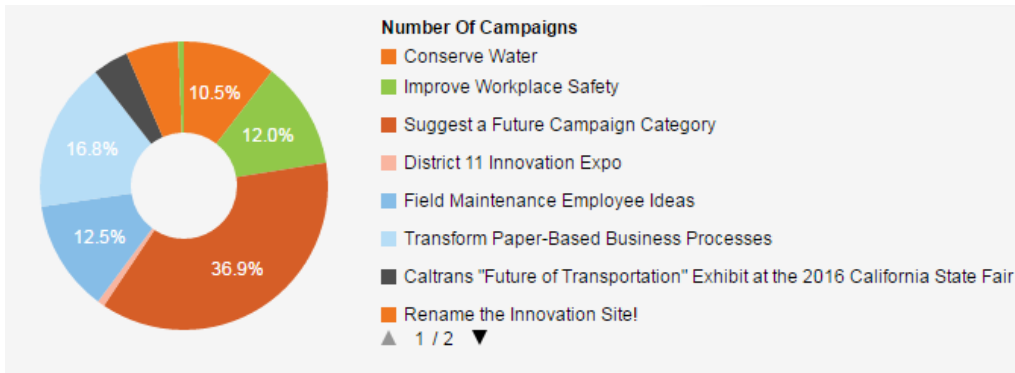 Number Of Campaigns
Conserve Water
Improve Workplace Safety
Suggest a Future Campaign Category
District 11 Innovation Expo
Field Maintenance Employee Ideas
Transform Paper-Based Business Processes
Caltrans "Future of Transportation" Exhibit at the 2016 California State Fair
Rename the Innovation Site!
1 / 2
10.5%
12.0%
36.9%
12.5%
16.8%